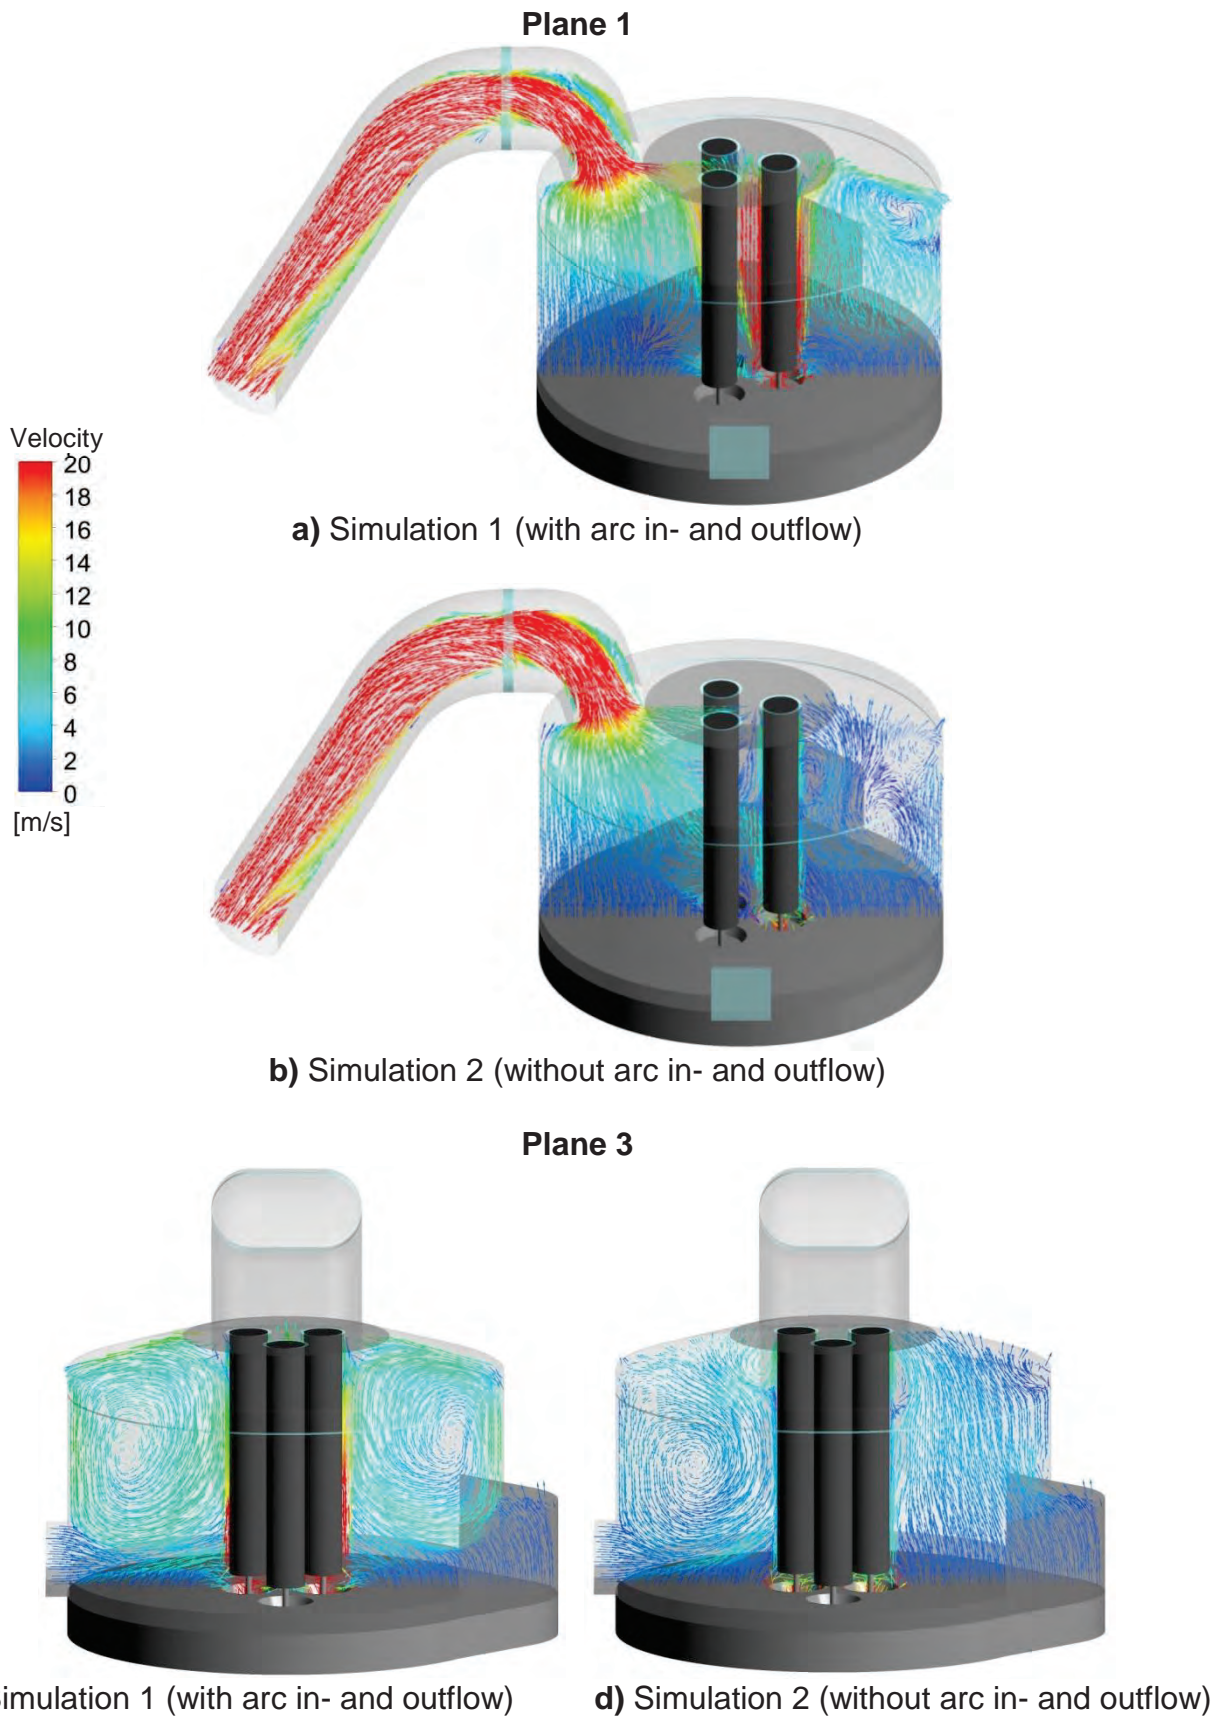 Plane 1
a) Simulation 1 (with arc in- and outflow)
Velocity
20
18
16
14
12
10
8
6
4
2
0
[m/s]
b) Simulation 2 (without arc in- and outflow)
Plane 3
imulation 1 (with arc in- and outflow)
d) Simulation 2 (without arc in- and outflow)